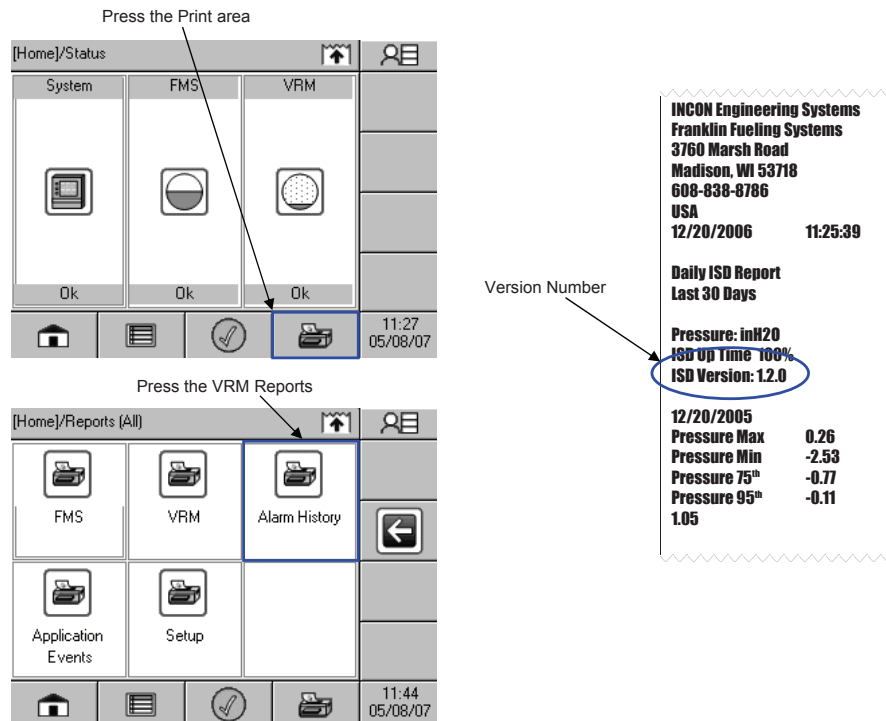 Press the Print area
[Home]/Status
System FMS VRM
Ok Ok Ok
11:27
05/08/07
Press the VRM Reports
[Home]/Reports (All)
FMS VRM Alarm History
Application
Events
Setup
11:44
05/08/07
Version Number
INCON Engineering Systems
Franklin Fueling Systems
3760 Marsh Road
Madison, WI 53718
608-838-8786
USA
12/20/2006 11:25:39
Daily ISD Report
Last 30 Days
Pressure: inH2O
ISD Up Time 100%
ISD Version: 1.2.0
12/20/2005
Pressure Max 0.26
Pressure Min -2.53
Pressure 75th -0.77
Pressure 95th -0.11
1.05